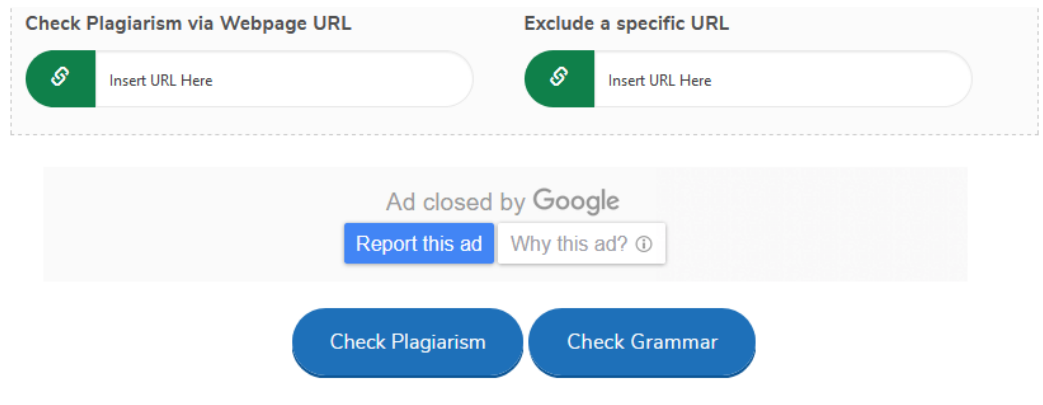 Check Plagiarism via Webpage URL
Exclude a specific URL
Insert URL Here
Insert URL Here
Ad closed by Google
Report this ad
Why this ad?
Check Plagiarism
Check Grammar